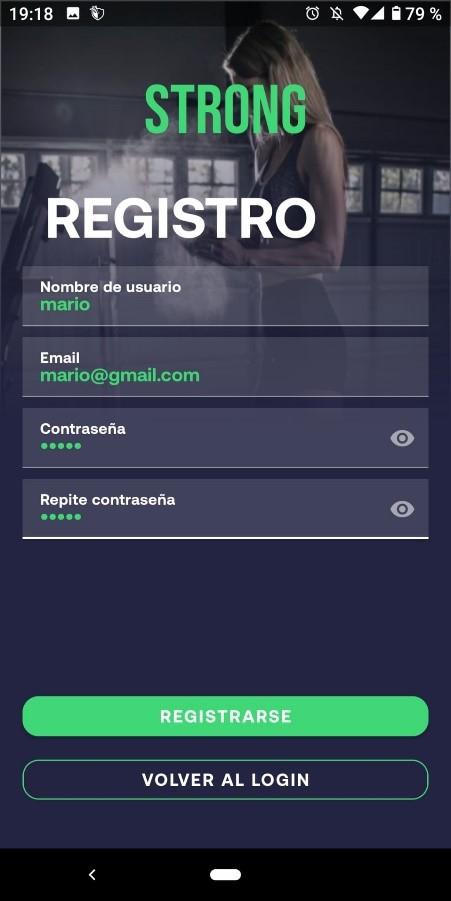 19:18 79 %
STRONG
REGISTRO
Nombre de usuario
mario
Email
mario@gmail.com
Contraseña
•••••
Repite contraseña
•••••
REGISTRARSE
VOLVER AL LOGIN